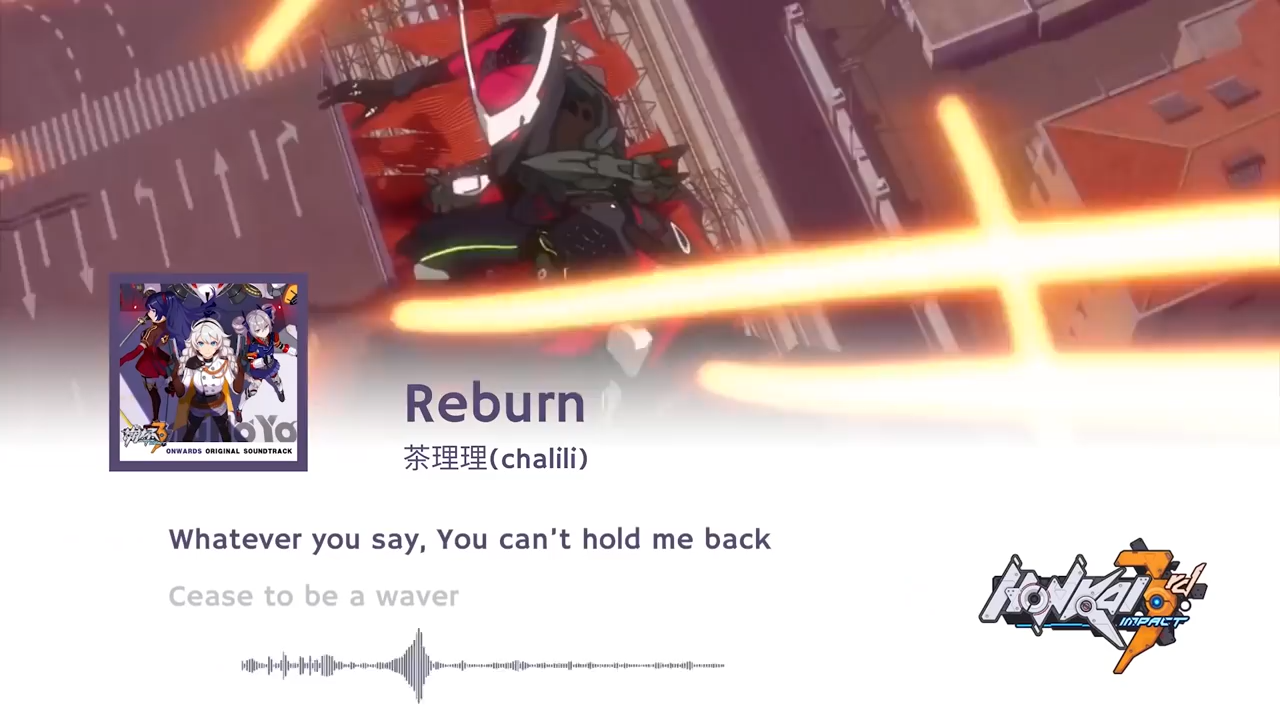 Reburn
茶理理(chalili)
ONWARDS ORIGINAL SOUNDTRACK
Whatever you say, You can't hold me back
Cease to be a waver
HONKAI 3rd
IMPACT